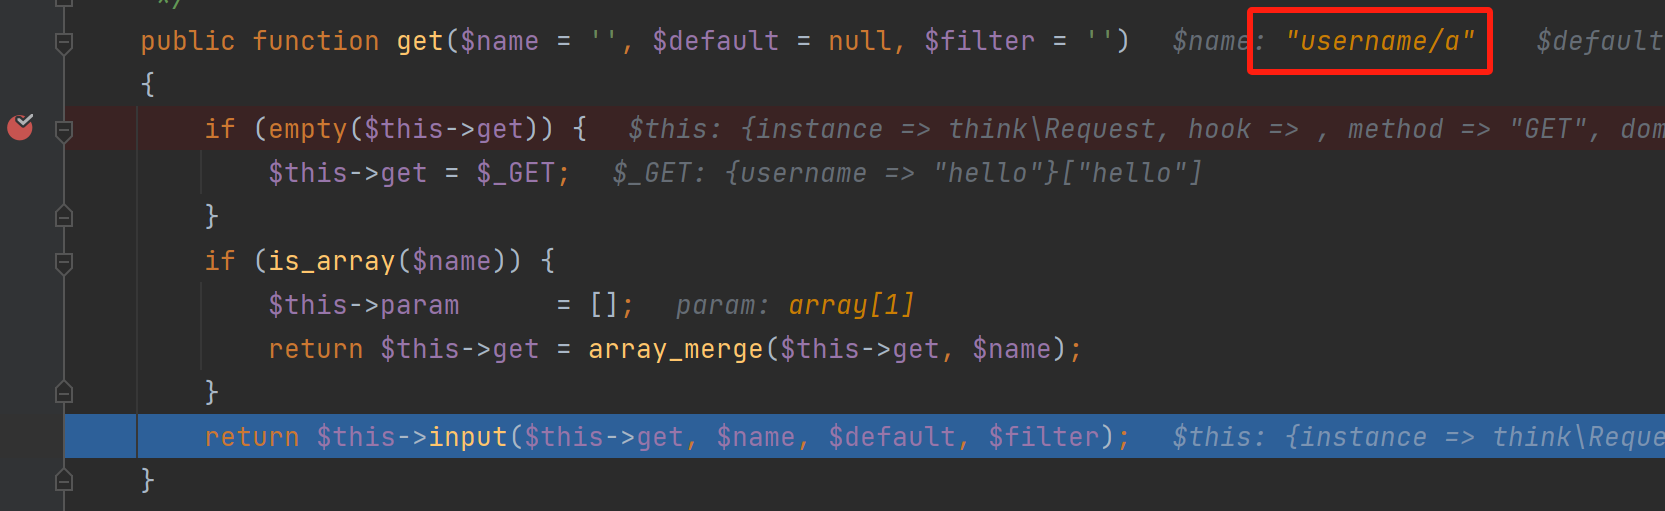 */
public function get($name = '', $default = null, $filter = '')   $name: "username/a"   $default
{
if (empty($this->get)) {   $this: {instance => think\Request, hook => , method => "GET", dom
$this->get = $_GET;   $_GET: {username => "hello"}["hello"]
}
if (is_array($name)) {
$this->param      = [];   param: array[1]
return $this->get = array_merge($this->get, $name);
}
return $this->input($this->get, $name, $default, $filter);   $this: {instance => think\Reque
}